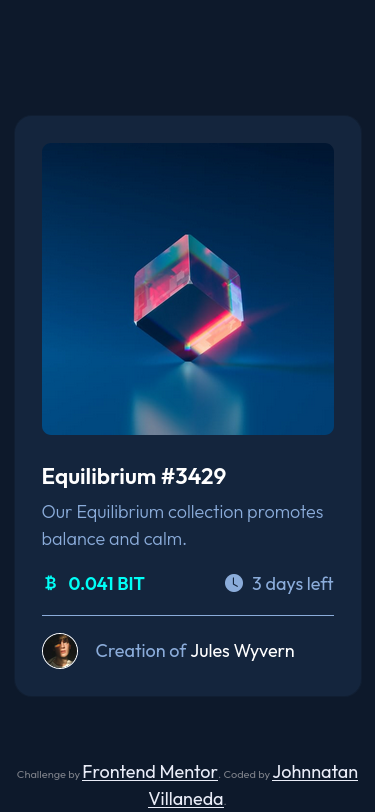 Equilibrium #3429
Our Equilibrium collection promotes
balance and calm.
0.041 BIT
3 days left
Creation of Jules Wyvern
Challenge by Frontend Mentor. Coded by Johnnatan
Villaneda.